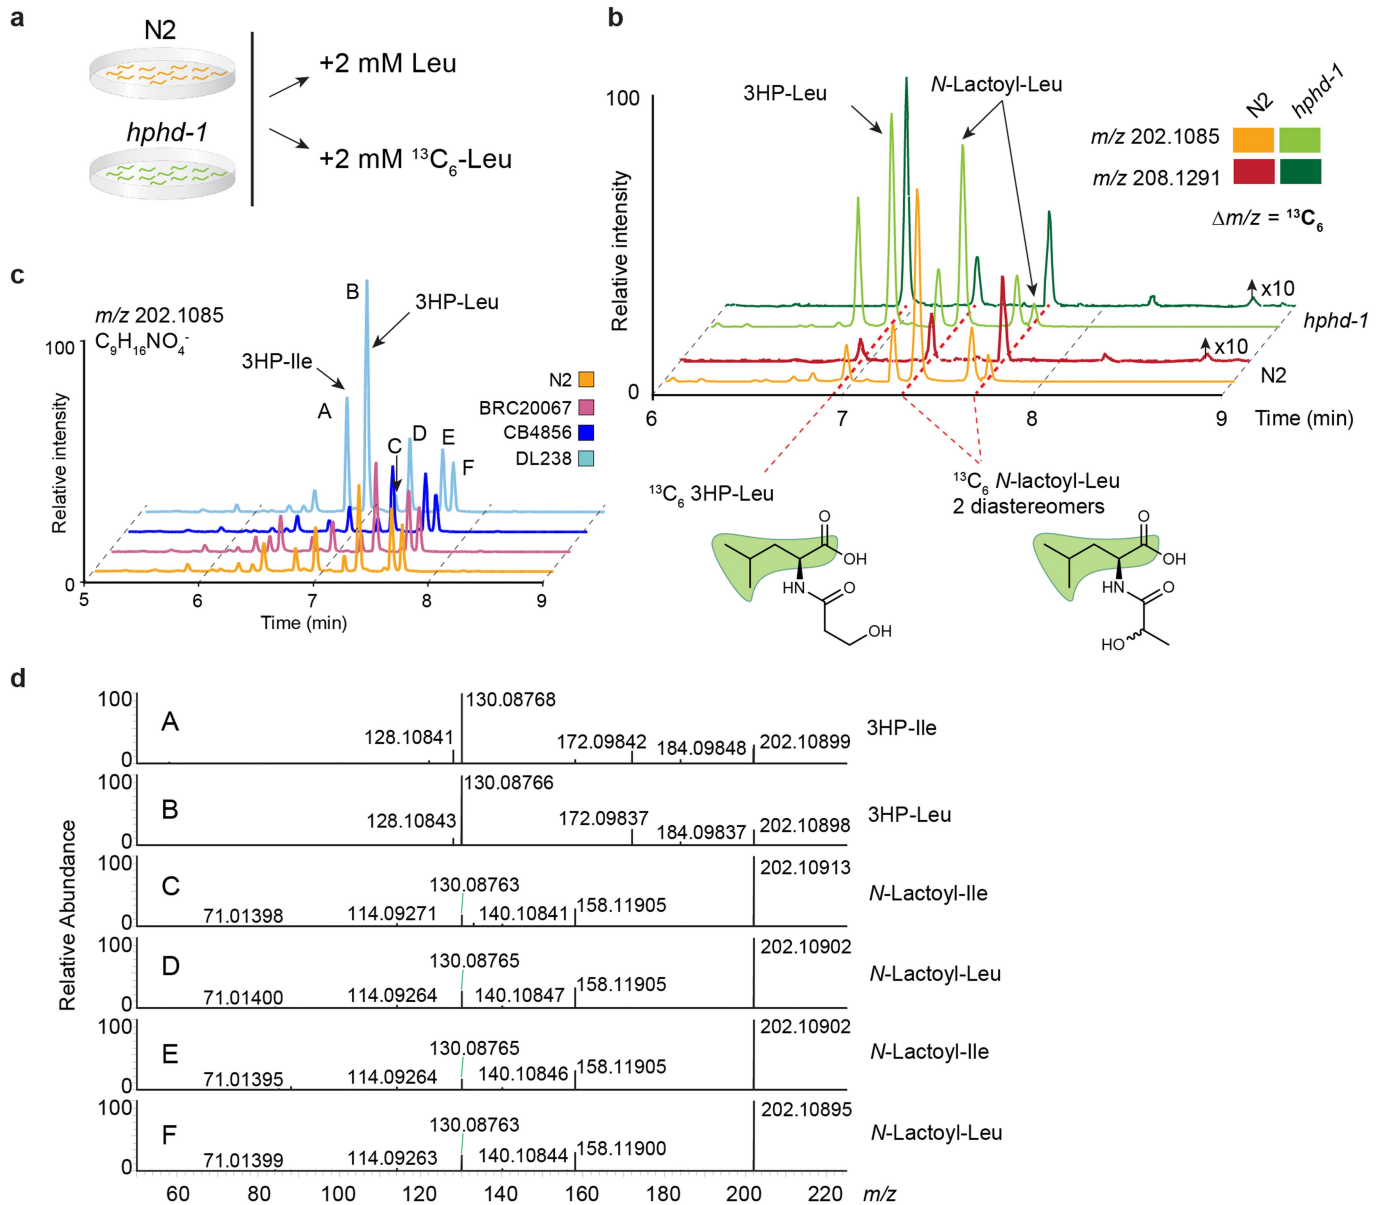 a
N2
hphd-1
+2 mM Leu
+2 mM ¹³C₆-Leu
b
100
0
Relative intensity
3HP-Leu
N-Lactoyl-Leu
N2
hphd-1
m/z 202.1085
m/z 208.1291
Δm/z = ¹³C₆
x10
hphd-1
x10
N2
6
7
8
9
Time (min)
¹³C₆ 3HP-Leu
¹³C₆ N-lactoyl-Leu
2 diastereomers
O
OH
HN
O
OH
O
OH
HN
O
HO
c
m/z 202.1085
C₉H₁₆NO₄⁻
100
0
Relative intensity
3HP-Leu
3HP-Ile
A
B
C
D
E
F
N2
BRC20067
CB4856
DL238
5
6
7
8
9
Time (min)
d
Relative Abundance
100
0
A
128.10841
130.08768
172.09842
184.09848
202.10899
3HP-Ile
100
0
B
128.10843
130.08766
172.09837
184.09837
202.10898
3HP-Leu
100
0
C
71.01398
114.09271
130.08763
140.10841
158.11905
202.10913
N-Lactoyl-Ile
100
0
D
71.01400
114.09264
130.08765
140.10847
158.11905
202.10902
N-Lactoyl-Leu
100
0
E
71.01395
114.09264
130.08765
140.10846
158.11905
202.10902
N-Lactoyl-Ile
100
0
F
71.01399
114.09263
130.08763
140.10844
158.11900
202.10895
N-Lactoyl-Leu
60
80
100
120
140
160
180
200
220
m/z